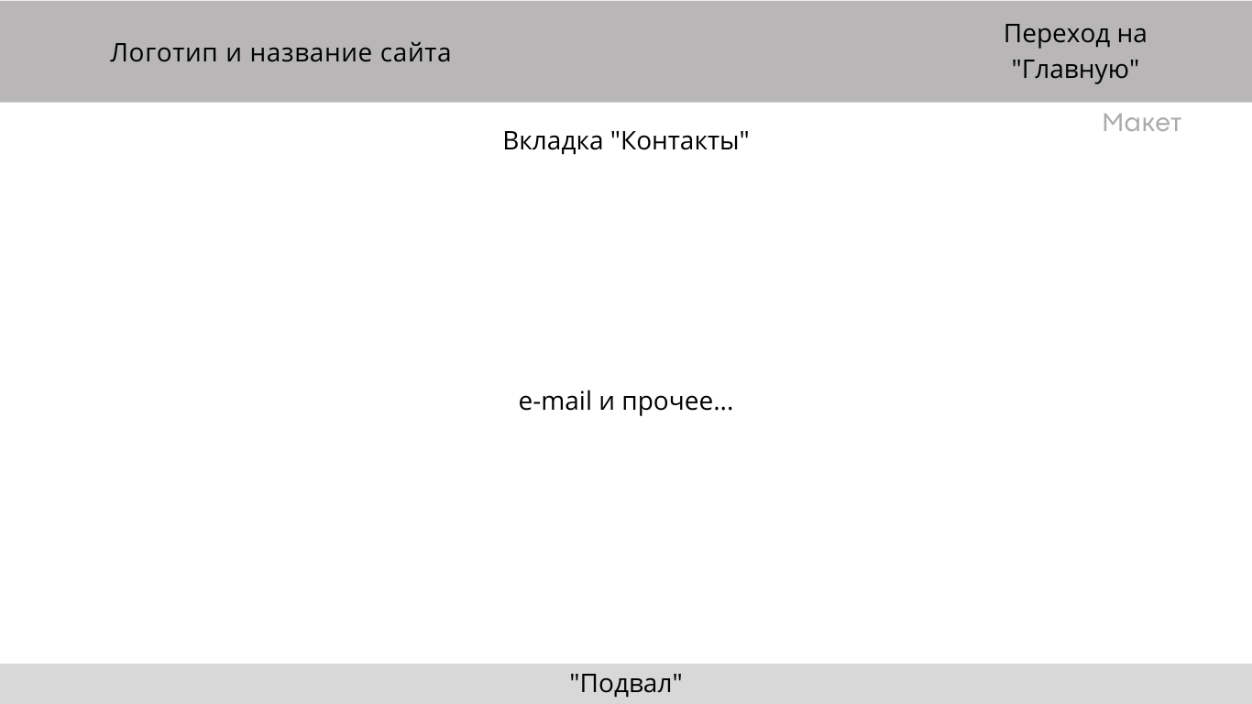 Логотип и название сайта
Переход на
"Главную"
Макет
Вкладка "Контакты"
e-mail и прочее...
"Подвал"